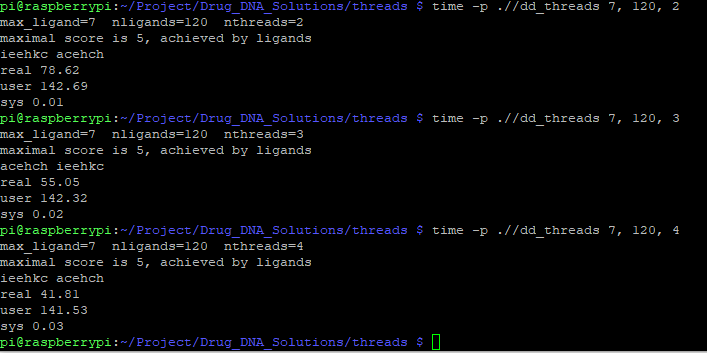 pi@raspberrypi:~/Project/Drug_DNA_Solutions/threads $ time -p .//dd_threads 7, 120, 2
max_ligand=7  nligands=120  nthreads=2
maximal score is 5, achieved by ligands
ieehkc acehch
real 78.62
user 142.69
sys 0.01
pi@raspberrypi:~/Project/Drug_DNA_Solutions/threads $ time -p .//dd_threads 7, 120, 3
max_ligand=7  nligands=120  nthreads=3
maximal score is 5, achieved by ligands
acehch ieehkc
real 55.05
user 142.32
sys 0.02
pi@raspberrypi:~/Project/Drug_DNA_Solutions/threads $ time -p .//dd_threads 7, 120, 4
max_ligand=7  nligands=120  nthreads=4
maximal score is 5, achieved by ligands
ieehkc acehch
real 41.81
user 141.53
sys 0.03
pi@raspberrypi:~/Project/Drug_DNA_Solutions/threads $